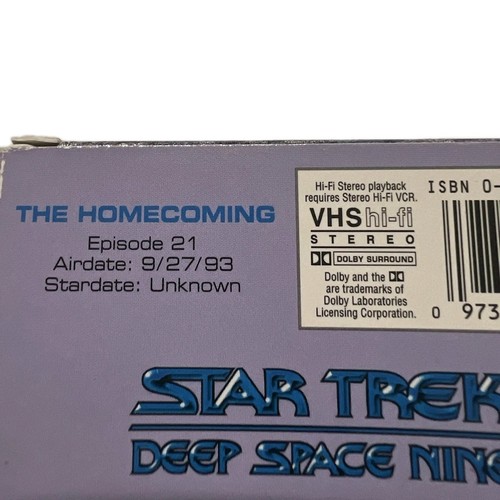 THE HOMECOMING
Episode 21
Airdate: 9/27/93
Stardate: Unknown
Hi-Fi Stereo playback
requires Stereo Hi-Fi VCR.
VHS hi-fi
STEREO
DOLBY SURROUND
Dolby and the
are trademarks of
Dolby Laboratories
Licensing Corporation.
ISBN 0-
0 973
STAR TREK
DEEP SPACE NINE